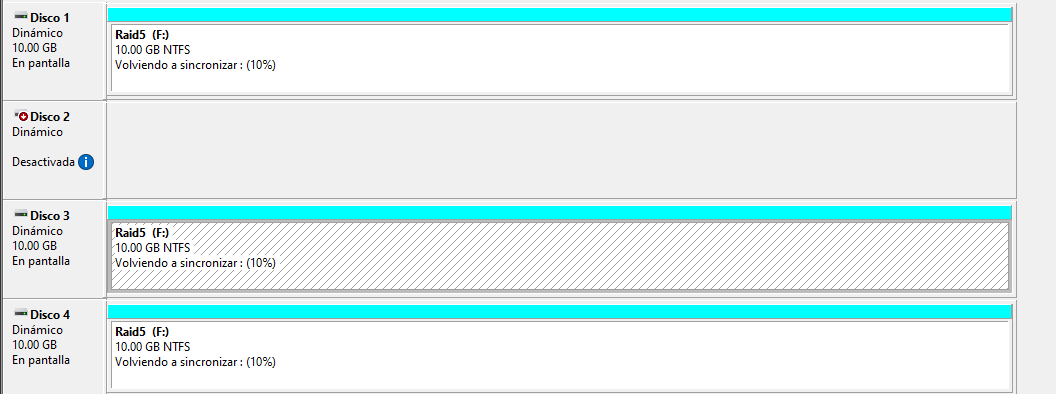 Disco 1
Dinámico
10.00 GB
En pantalla
Raid5 (F:)
10.00 GB NTFS
Volviendo a sincronizar : (10%)
Disco 2
Dinámico
Desactivada
Disco 3
Dinámico
10.00 GB
En pantalla
Raid5 (F:)
10.00 GB NTFS
Volviendo a sincronizar : (10%)
Disco 4
Dinámico
10.00 GB
En pantalla
Raid5 (F:)
10.00 GB NTFS
Volviendo a sincronizar : (10%)